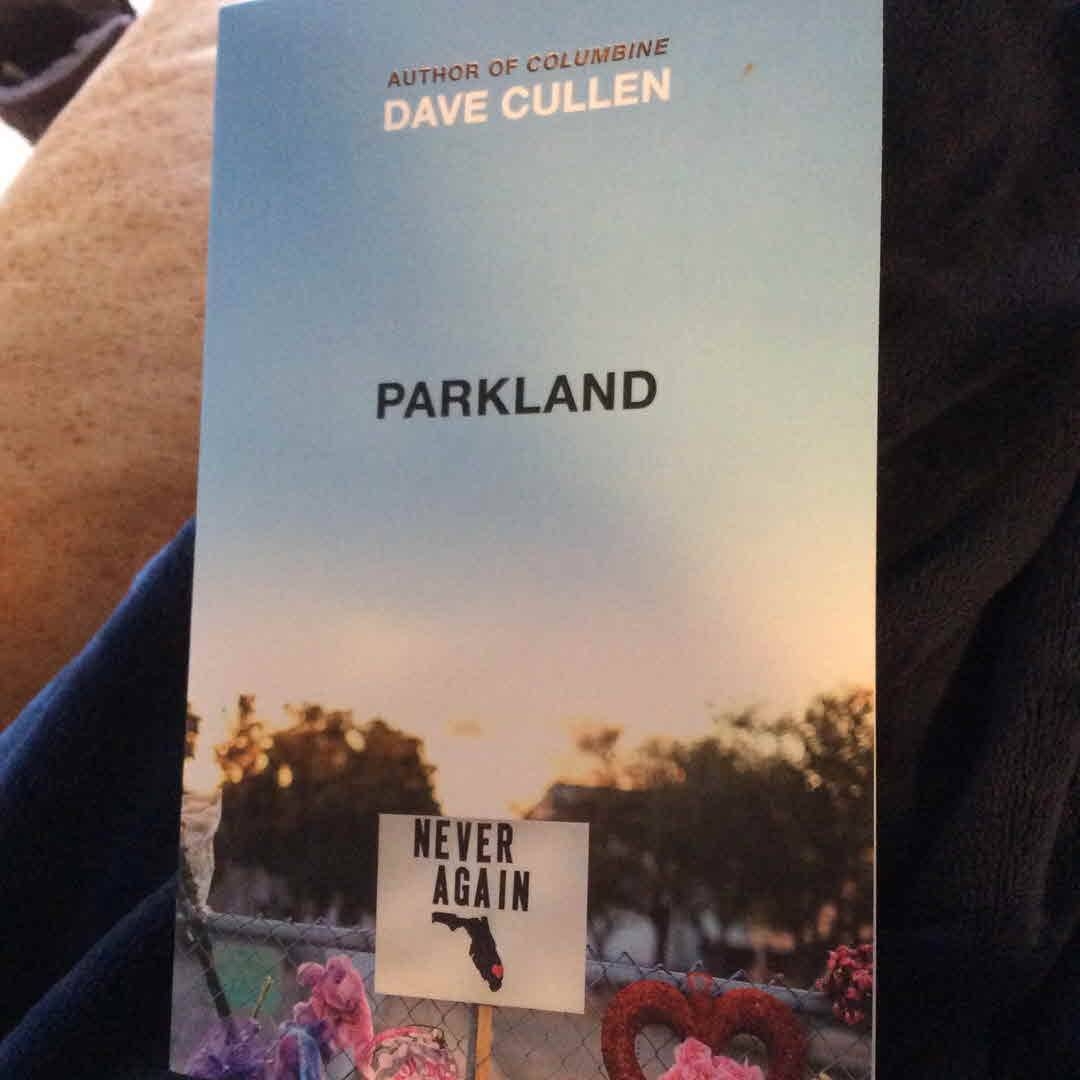 AUTHOR OF COLUMBINE
DAVE CULLEN
PARKLAND
NEVER
AGAIN